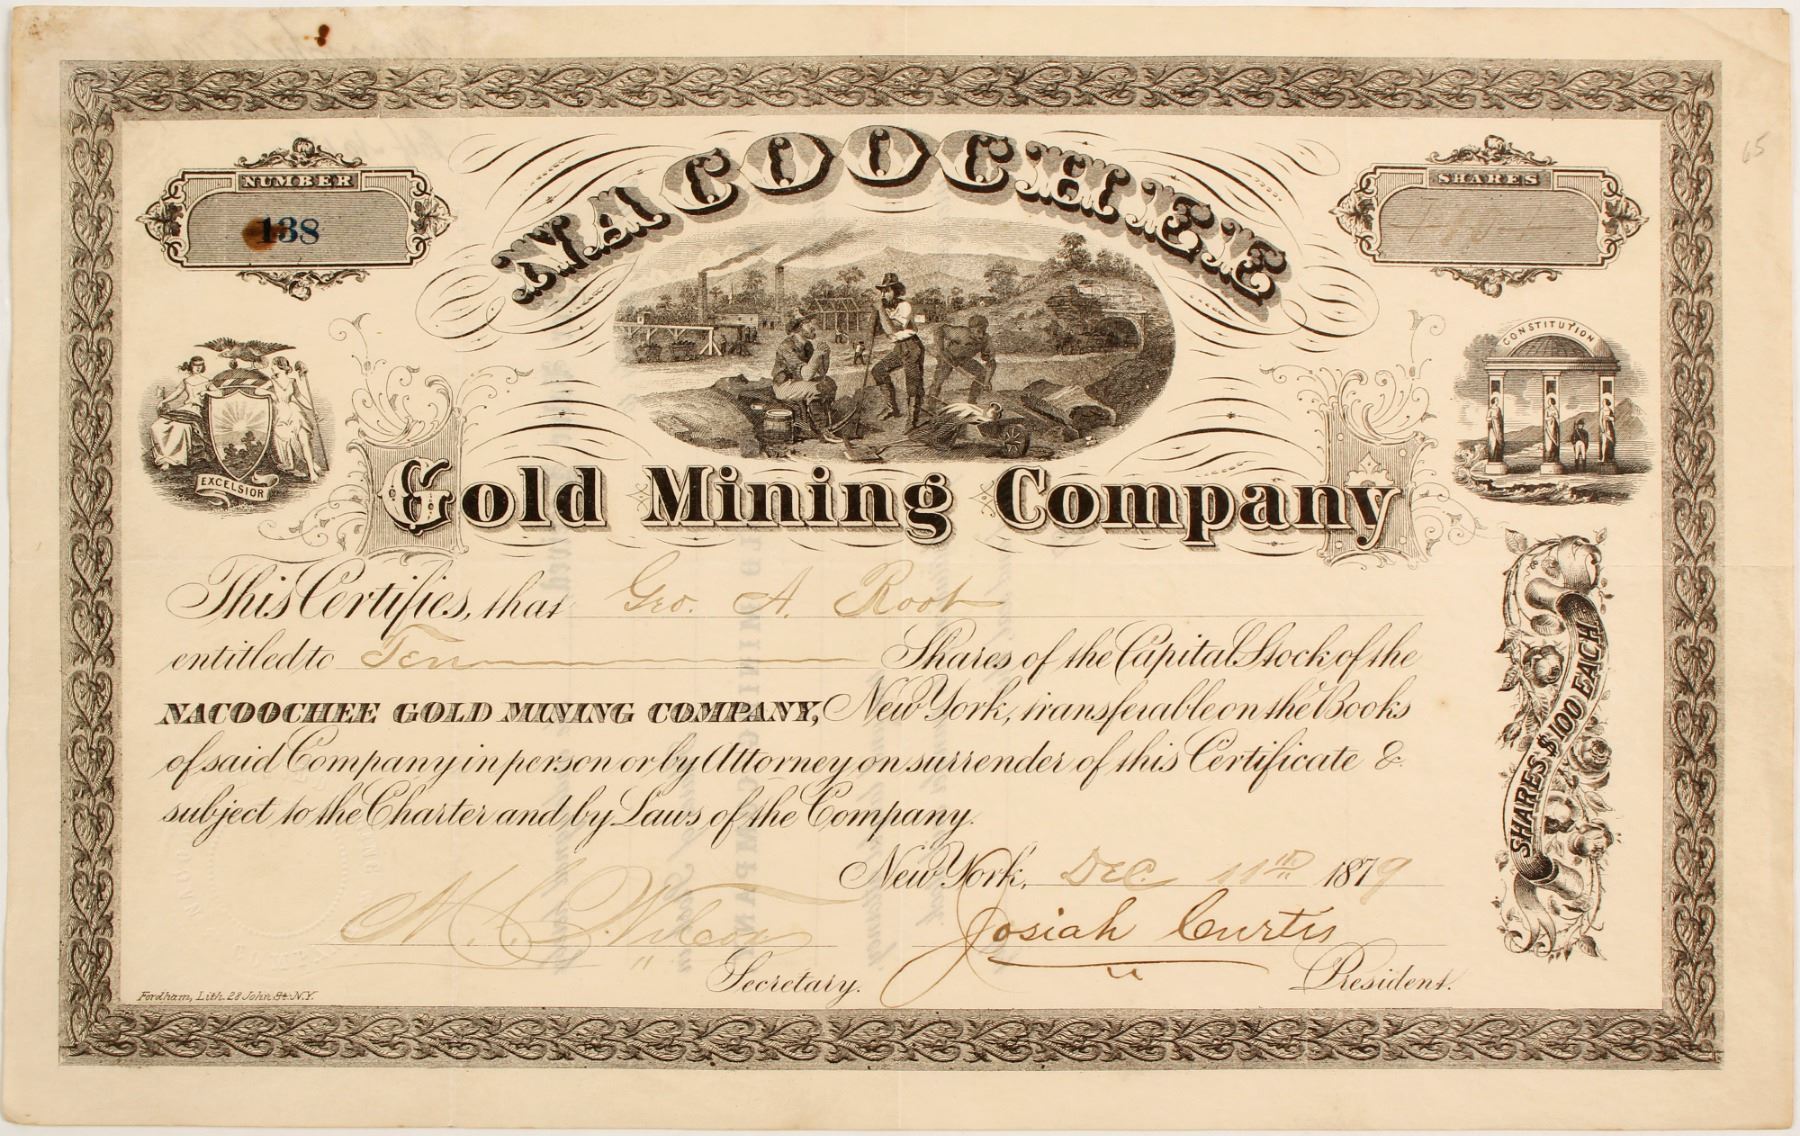 NUMBER
138
SHARES
-10-
65
NACOOCHEE
EXCELSIOR
CONSTITUTION
Gold Mining Company
This Certifies, that Geo. A. Root
entitled to Ten Shares of the Capital Stock of the
NACOOCHEE GOLD MINING COMPANY, New York, transferable on the Books
of said Company in person or by Attorney on surrender of this Certificate &
subject to the Charter and by Laws of the Company.
SHARES, $100 EACH.
New York, Dec. 11th 1879
M. C. Wilcox Josiah Curtis
Secretary. President.
Fordham, Lith. 28 John St. N.Y.